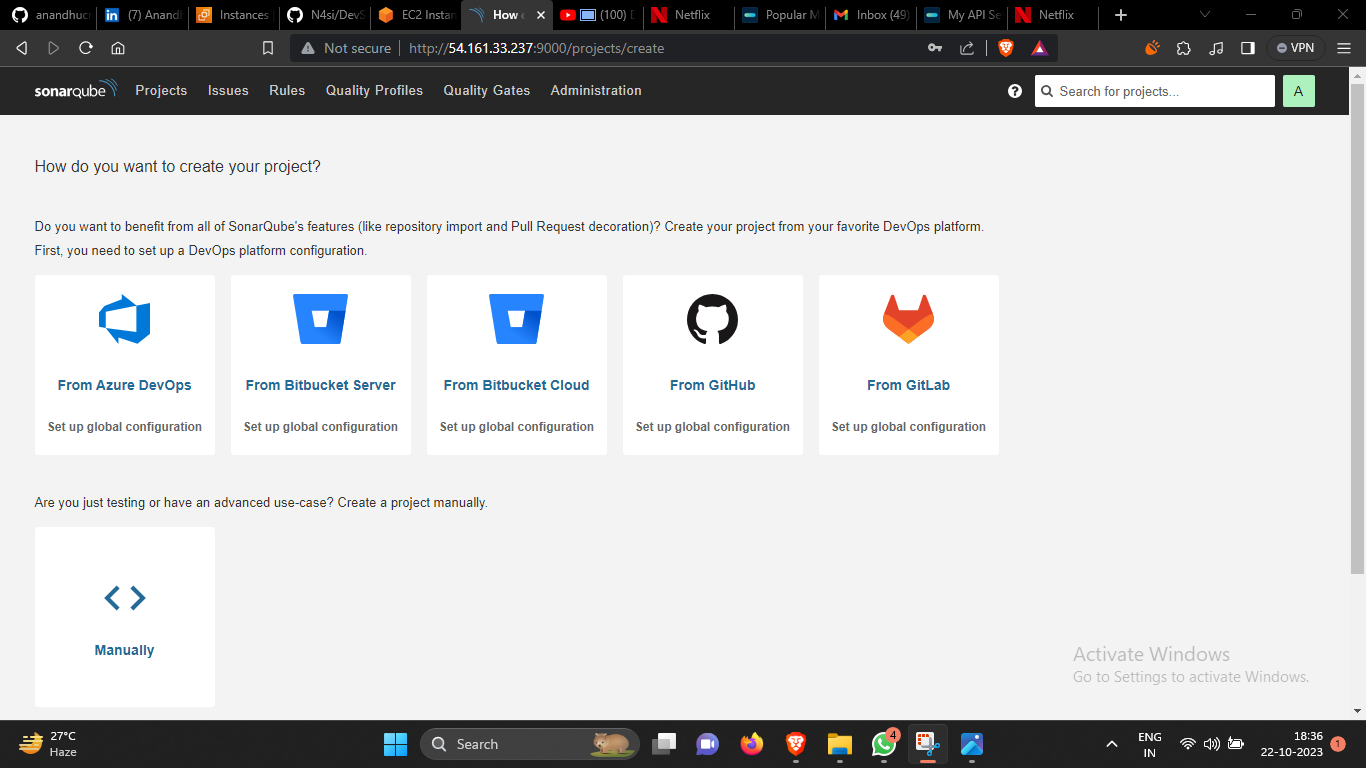 anandhucr
(7) Anandh
Instances
N4si/DevS
EC2 Instan
How
(100)
Netflix
Popular M
Inbox (49)
My API Se
Netflix
Not secure
http://54.161.33.237:9000/projects/create
VPN
sonarqube
Projects
Issues
Rules
Quality Profiles
Quality Gates
Administration
Search for projects...
A
How do you want to create your project?
Do you want to benefit from all of SonarQube's features (like repository import and Pull Request decoration)? Create your project from your favorite DevOps platform.
First, you need to set up a DevOps platform configuration.
From Azure DevOps
Set up global configuration
From Bitbucket Server
Set up global configuration
From Bitbucket Cloud
Set up global configuration
From GitHub
Set up global configuration
From GitLab
Set up global configuration
Are you just testing or have an advanced use-case? Create a project manually.
Manually
Activate Windows
Go to Settings to activate Windows.
27°C
Haze
Search
4
ENG
IN
18:36
22-10-2023
1